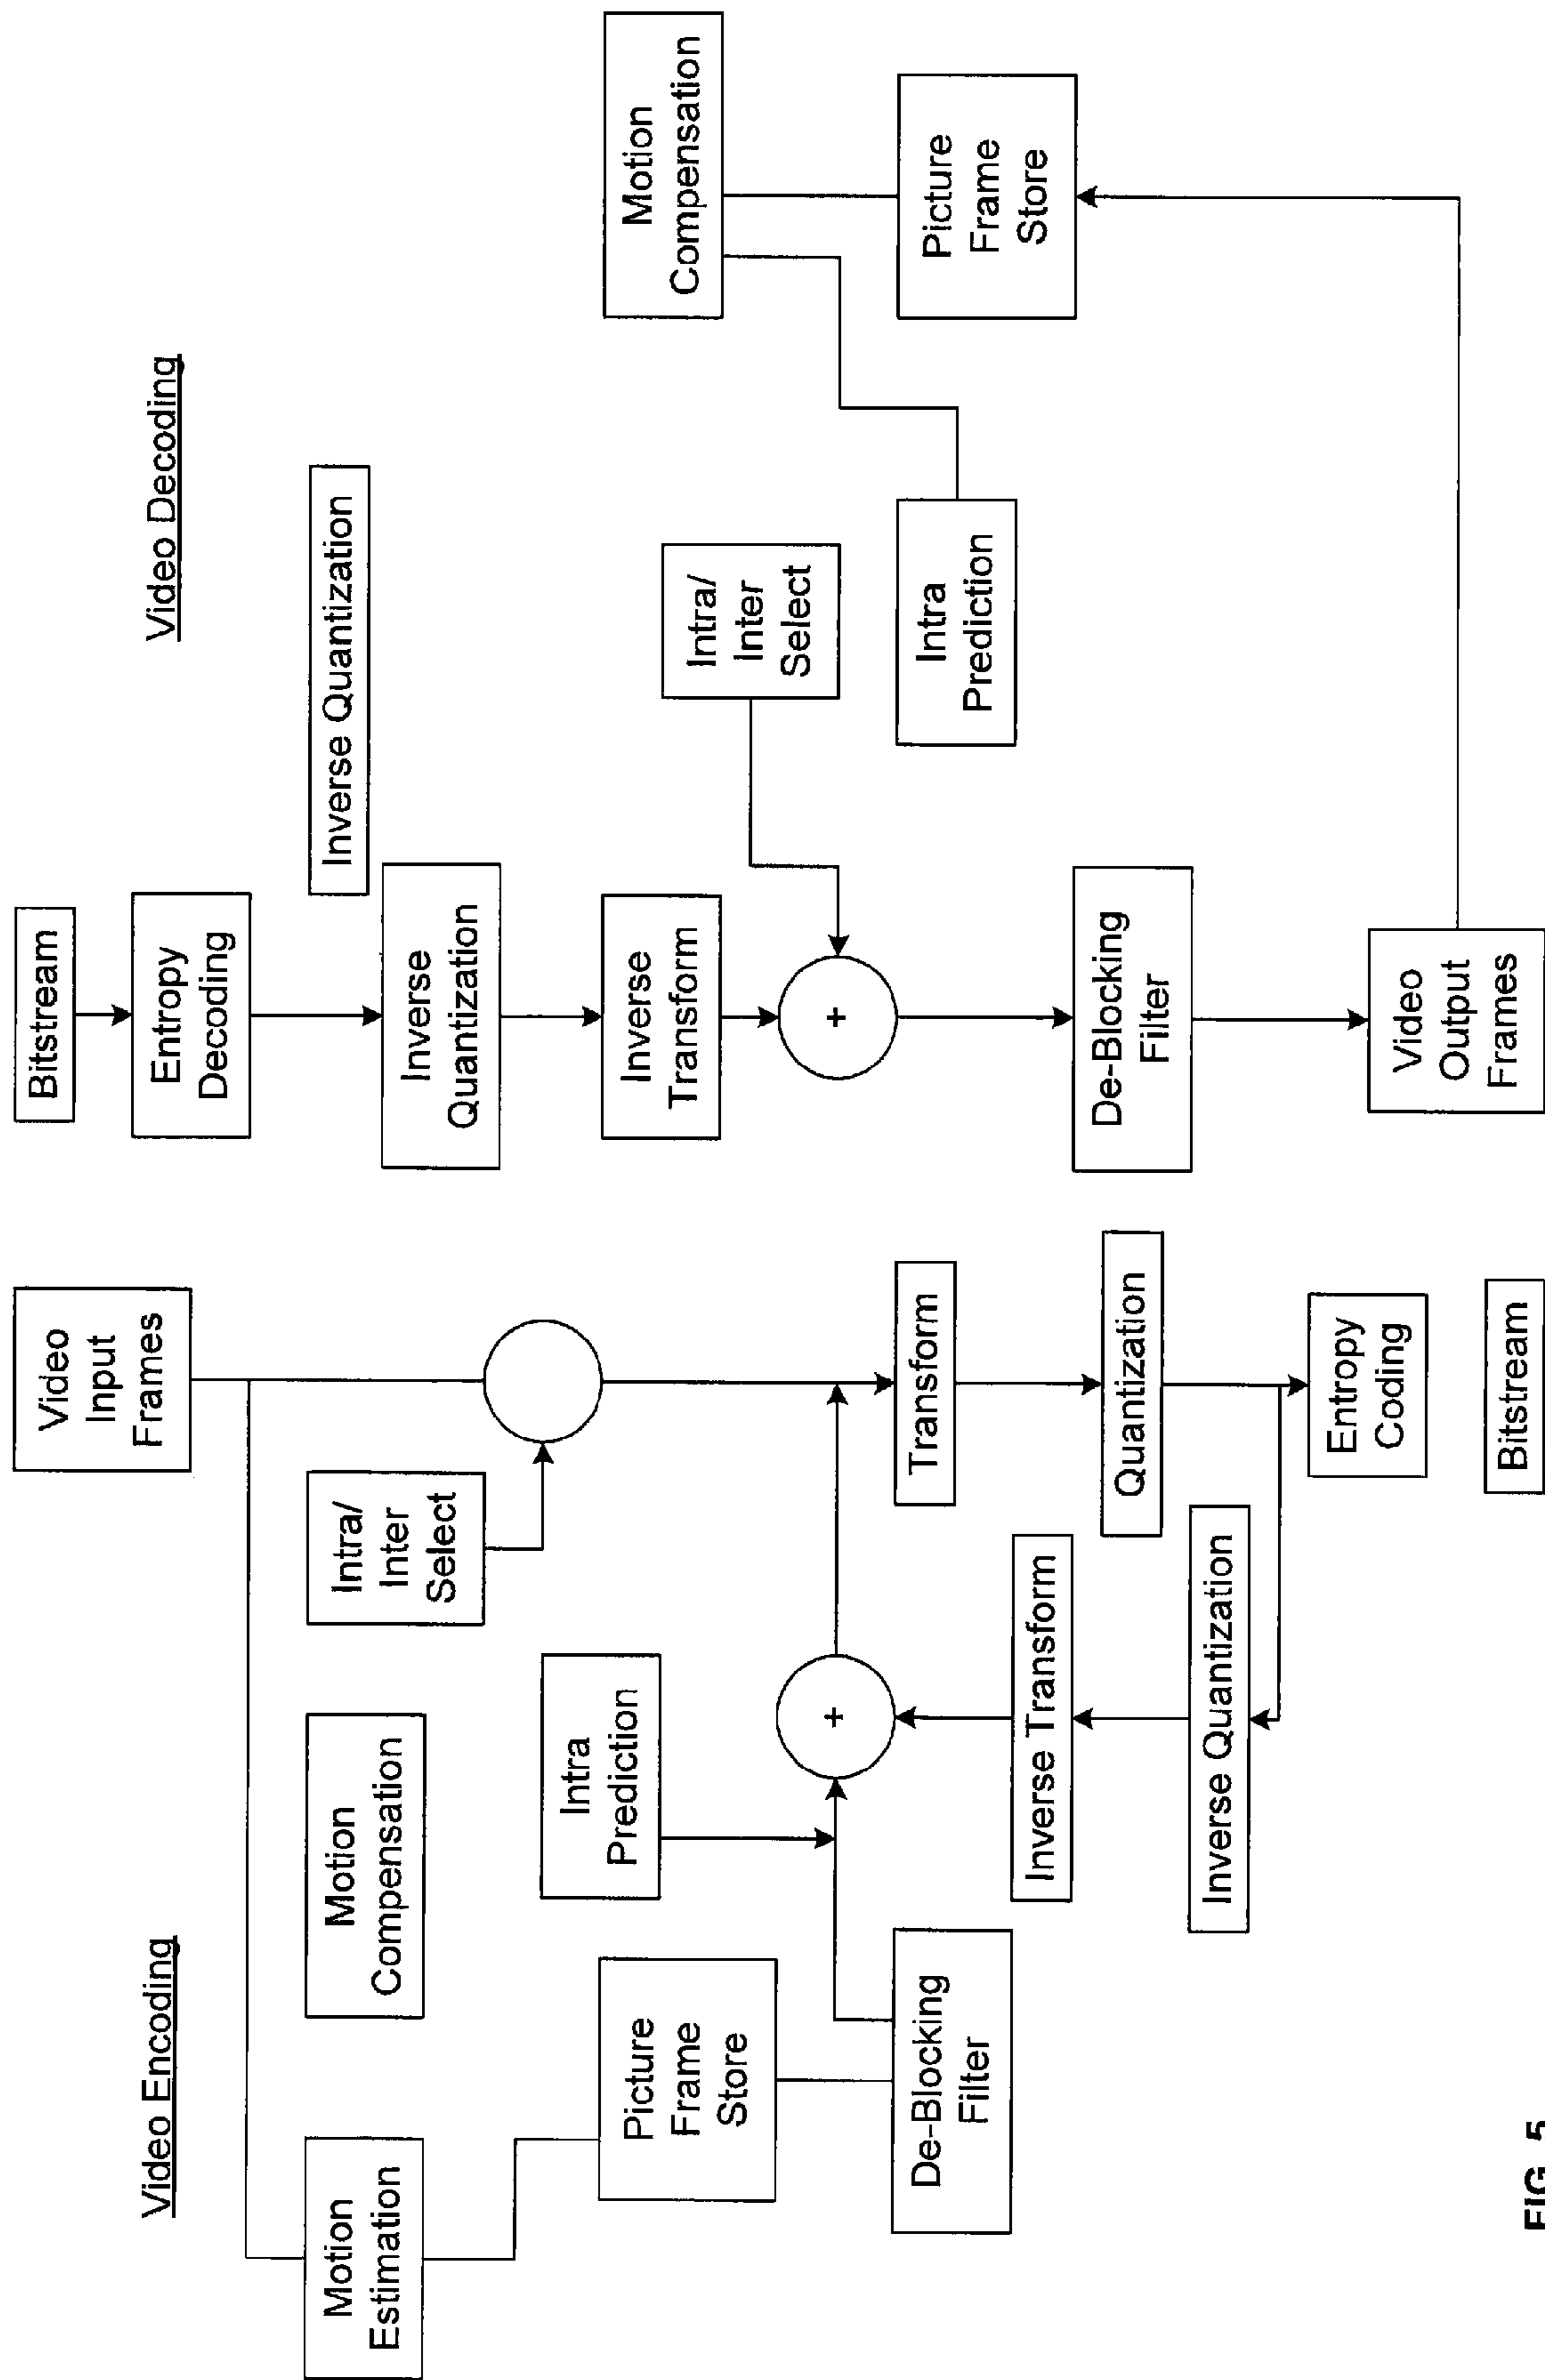 Video Encoding
Video
Input
Frames
Motion
Estimation
Motion
Compensation
Intra/
Inter
Select
Intra
Prediction
Picture
Frame
Store
+
De-Blocking
Filter
Transform
Inverse Transform
Quantization
Inverse Quantization
Entropy
Coding
Bitstream
Video Decoding
Bitstream
Entropy
Decoding
Inverse Quantization
Inverse
Quantization
Inverse
Transform
Motion
Compensation
Intra/
Inter
Select
+
Intra
Prediction
Picture
Frame
Store
De-Blocking
Filter
Video
Output
Frames
FIG. 5